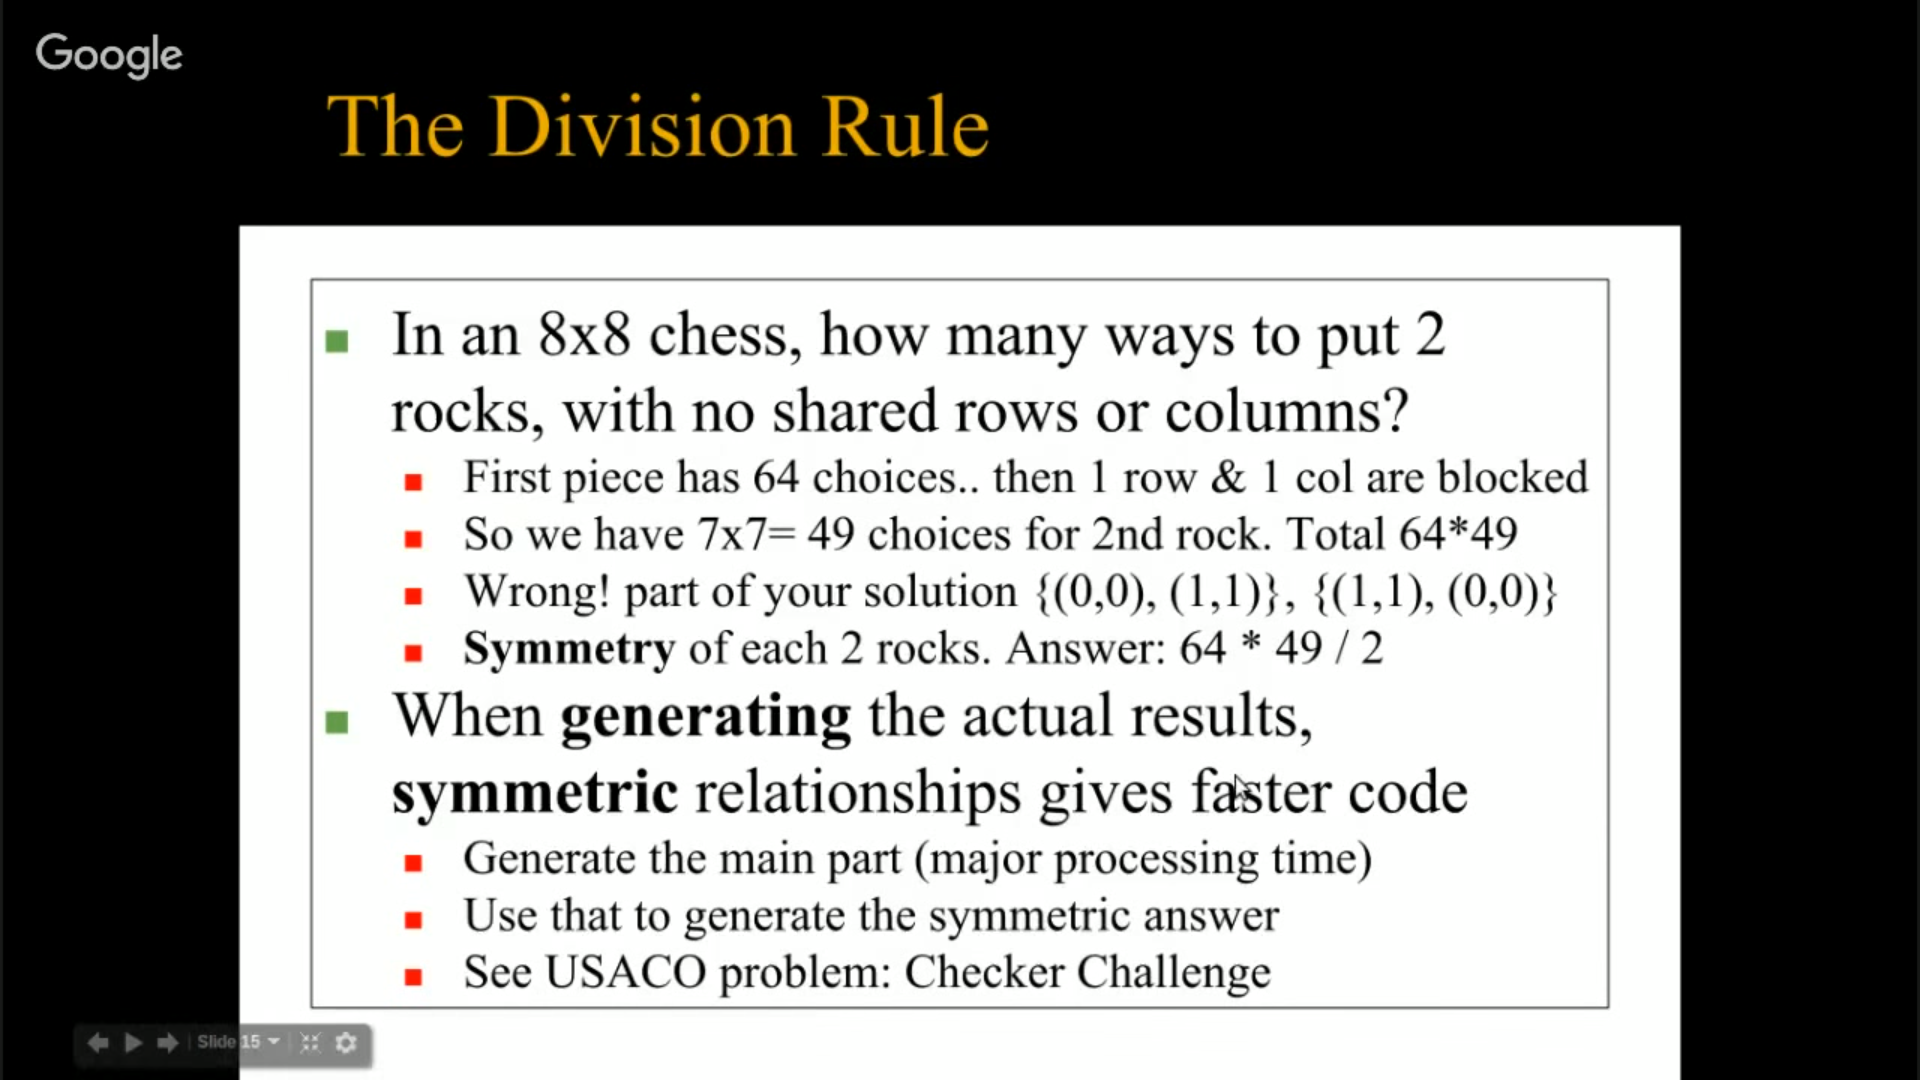 Google
The Division Rule
In an 8x8 chess, how many ways to put 2
rocks, with no shared rows or columns?
First piece has 64 choices.. then 1 row & 1 col are blocked
So we have 7x7= 49 choices for 2nd rock. Total 64*49
Wrong! part of your solution {(0,0), (1,1)}, {(1,1), (0,0)}
Symmetry of each 2 rocks. Answer: 64 * 49 / 2
When generating the actual results,
symmetric relationships gives faster code
Generate the main part (major processing time)
Use that to generate the symmetric answer
See USACO problem: Checker Challenge
Slide 15